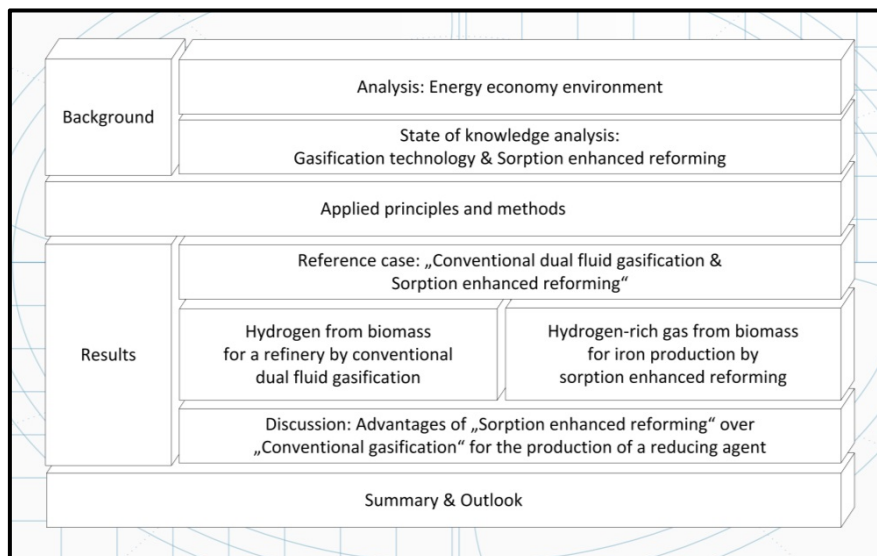 Background
Analysis: Energy economy environment
State of knowledge analysis:
Gasification technology & Sorption enhanced reforming
Applied principles and methods
Results
Reference case: „Conventional dual fluid gasification &
Sorption enhanced reforming“
Hydrogen from biomass
for a refinery by conventional
dual fluid gasification
Hydrogen-rich gas from biomass
for iron production by
sorption enhanced reforming
Discussion: Advantages of „Sorption enhanced reforming“ over
„Conventional gasification“ for the production of a reducing agent
Summary & Outlook